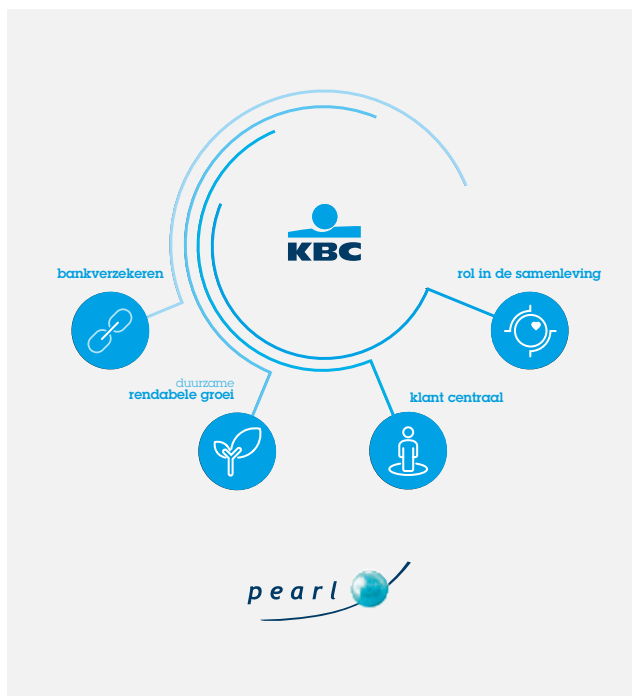 KBC
bankverzekeren
rol in de samenleving
duurzame
rendabele groei
klant centraal
pearl